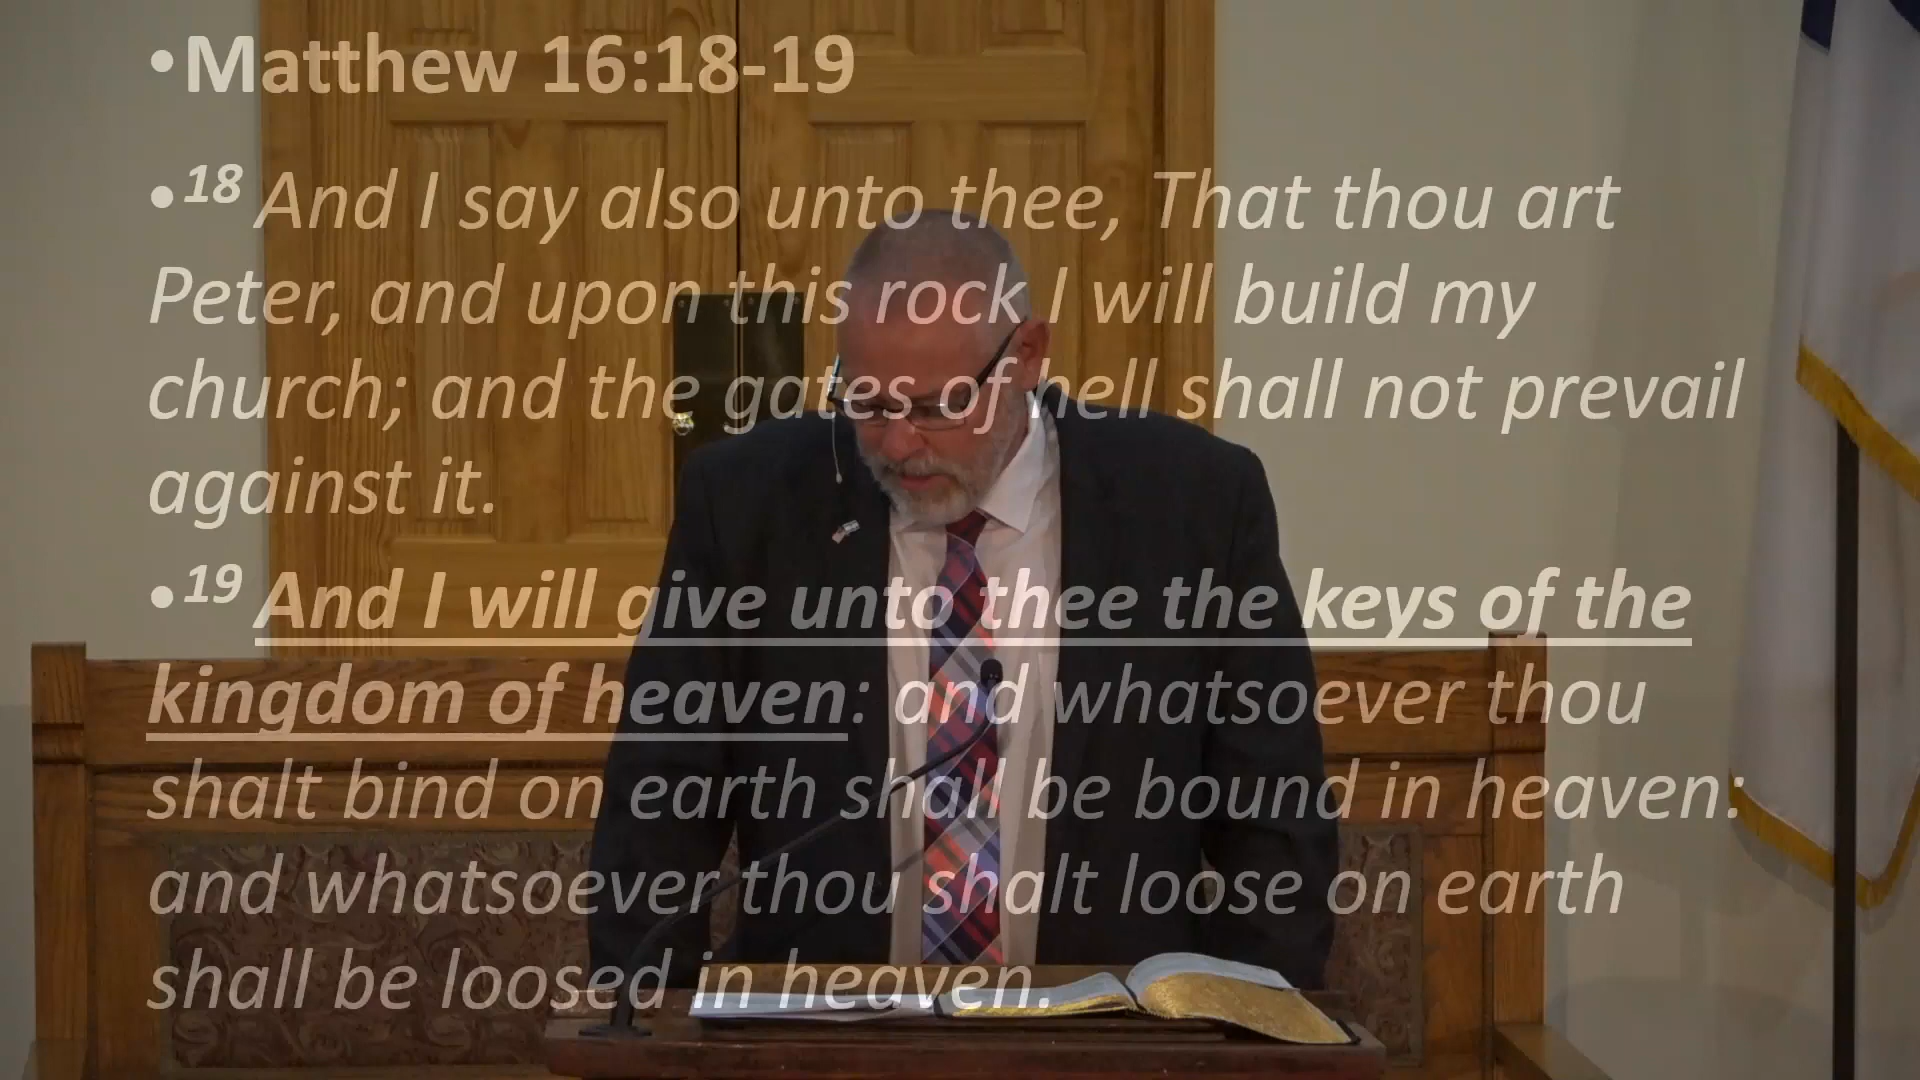 •Matthew 16:18-19
•18 And I say also unto thee, That thou art
Peter, and upon this rock I will build my
church; and the gates of hell shall not prevail
against it.
•19 And I will give unto thee the keys of the
kingdom of heaven: and whatsoever thou
shalt bind on earth shall be bound in heaven:
and whatsoever thou shalt loose on earth
shall be loosed in heaven.